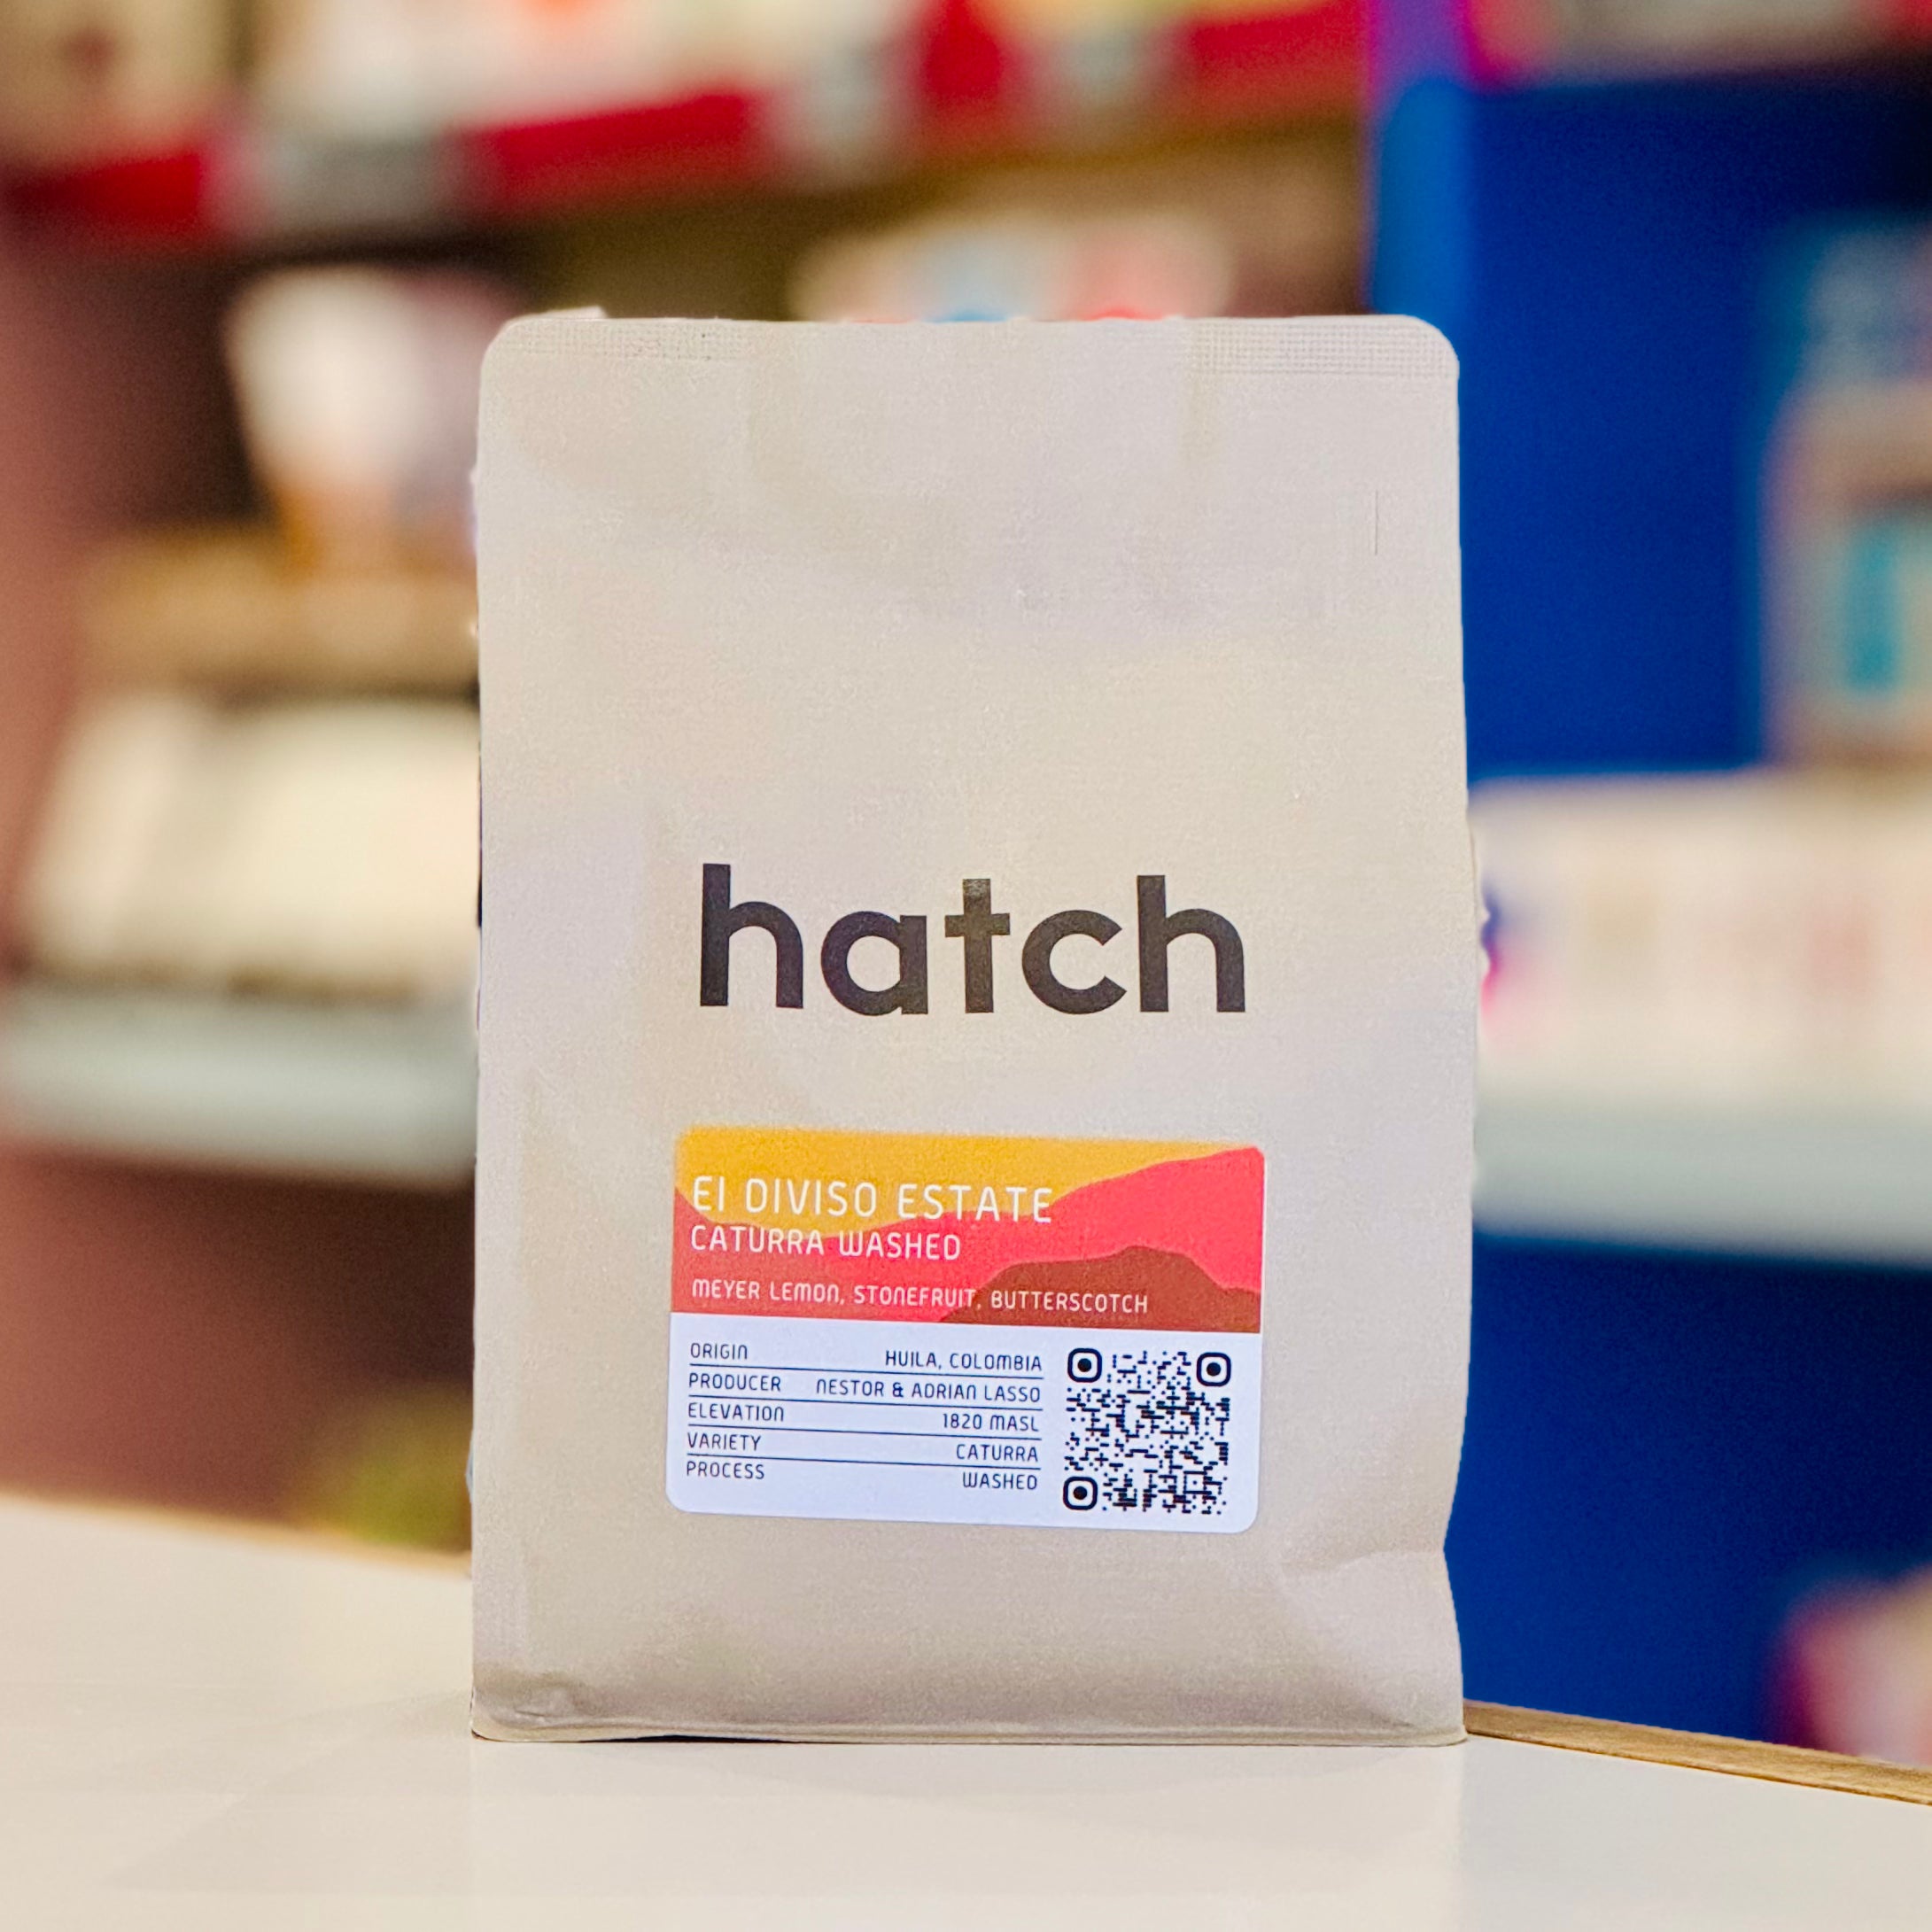 hatch
El DIVISO ESTATE
CATURRA WASHED
MEYER LEMON, STONEFRUIT, BUTTERSCOTCH
ORIGIN HUILA, COLOMBIA
PRODUCER NESTOR & ADRIAN LASSO
ELEVATION 1820 MASL
VARIETY CATURRA
PROCESS WASHED